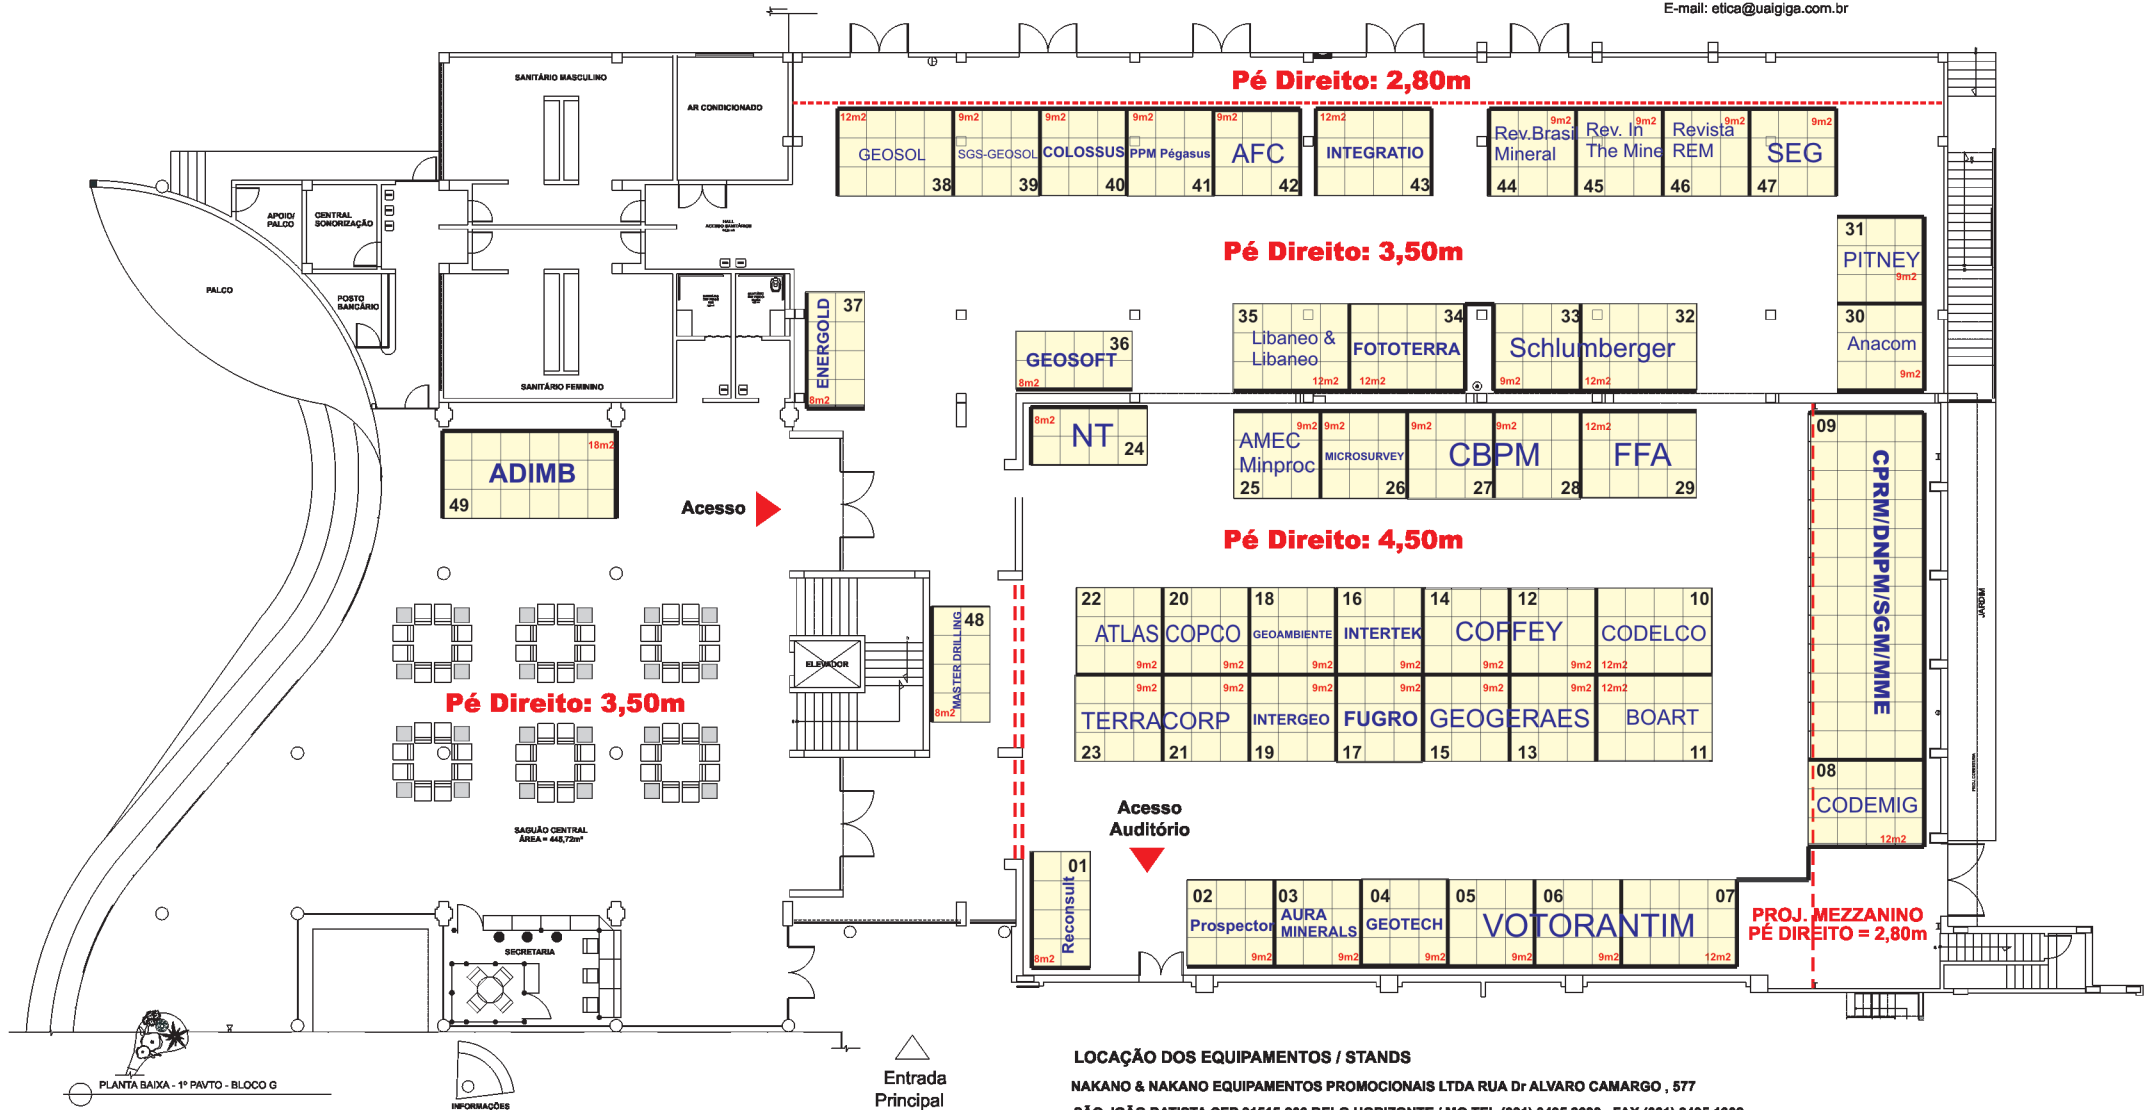 E-mail: etica@uaigiga.com.br
Pé Direito: 2,80m
SANITÁRIO MASCULINO
AR CONDICIONADO
12m2
GEOSOL
38
9m2
SGS-GEOSOL
39
9m2
COLOSSUS
40
9m2
PPM Pégasus
41
9m2
AFC
42
12m2
INTEGRATIO
43
9m2
Rev.Brasi
Mineral
44
9m2
Rev. In
The Mine
45
9m2
Revista
REM
46
9m2
SEG
47
APOIO/
PALCO
CENTRAL
SONORIZAÇÃO
HALL
PALCO
POSTO
BANCÁRIO
SANITÁRIO FEMININO
Pé Direito: 3,50m
31
PITNEY
9m2
30
Anacom
9m2
37
ENERGOLD
8m2
36
GEOSOFT
8m2
35
Libaneo &
Libaneo
12m2
34
FOTOTERRA
12m2
33
32
Schlumberger
9m2
12m2
18m2
ADIMB
49
Acesso
8m2
NT
24
9m2
AMEC
Minproc
25
9m2
MICROSURVEY
26
9m2
9m2
CBPM
27
28
12m2
FFA
29
09
CPRM/DNPM/SGM/MME
Pé Direito: 4,50m
JARDIM
ELEVADOR
48
MASTER DRILLING
8m2
22
20
18
16
14
12
10
ATLAS COPCO
GEOAMBIENTE
INTERTEK
COFFEY
CODELCO
9m2
9m2
9m2
9m2
9m2
9m2
12m2
9m2
9m2
9m2
9m2
9m2
9m2
12m2
TERRACORP
INTERGEO
FUGRO
GEOGERAES
BOART
23
21
19
17
15
13
11
Pé Direito: 3,50m
08
CODEMIG
12m2
SAGUÃO CENTRAL
ÁREA = 448,72m²
Acesso
Auditório
01
Reconsult
8m2
02
Prospector
9m2
03
AURA
MINERALS
9m2
04
GEOTECH
9m2
05
06
07
VOTORANTIM
9m2
9m2
12m2
PROJ. MEZZANINO
PÉ DIREITO = 2,80m
SECRETARIA
PLANTA BAIXA - 1º PAVTO - BLOCO G
INFORMAÇÕES
Entrada
Principal
LOCAÇÃO DOS EQUIPAMENTOS / STANDS
NAKANO & NAKANO EQUIPAMENTOS PROMOCIONAIS LTDA RUA Dr ALVARO CAMARGO , 577